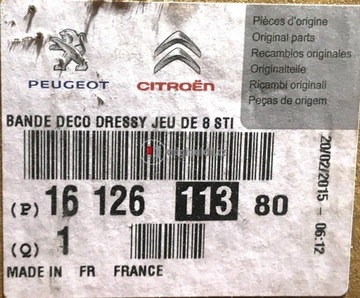 Pièces d'origine
Original parts
Recambios originales
Originalteile
Ricambi originali
Peças de origem
PEUGEOT
CITROËN
BANDE DECO DRESSY JEU DE 8 STI
20/02/2015 - 06:12
(P) 16 126 113 80
(Q) 1
MADE IN FR FRANCE